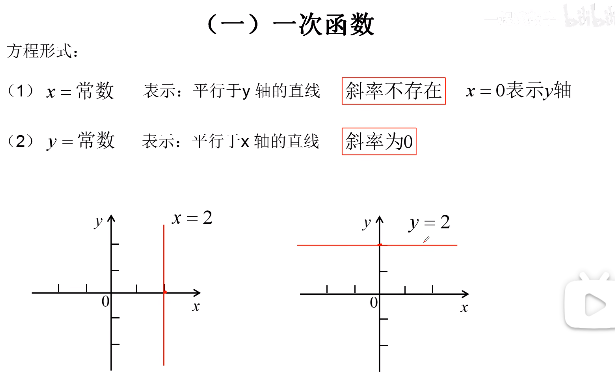 （一）一次函数
方程形式：
（1） x = 常数 表示：平行于y 轴的直线 斜率不存在 x = 0表示y轴
（2） y = 常数 表示：平行于x 轴的直线 斜率为0
y x = 2
0
x
y y = 2
0
x